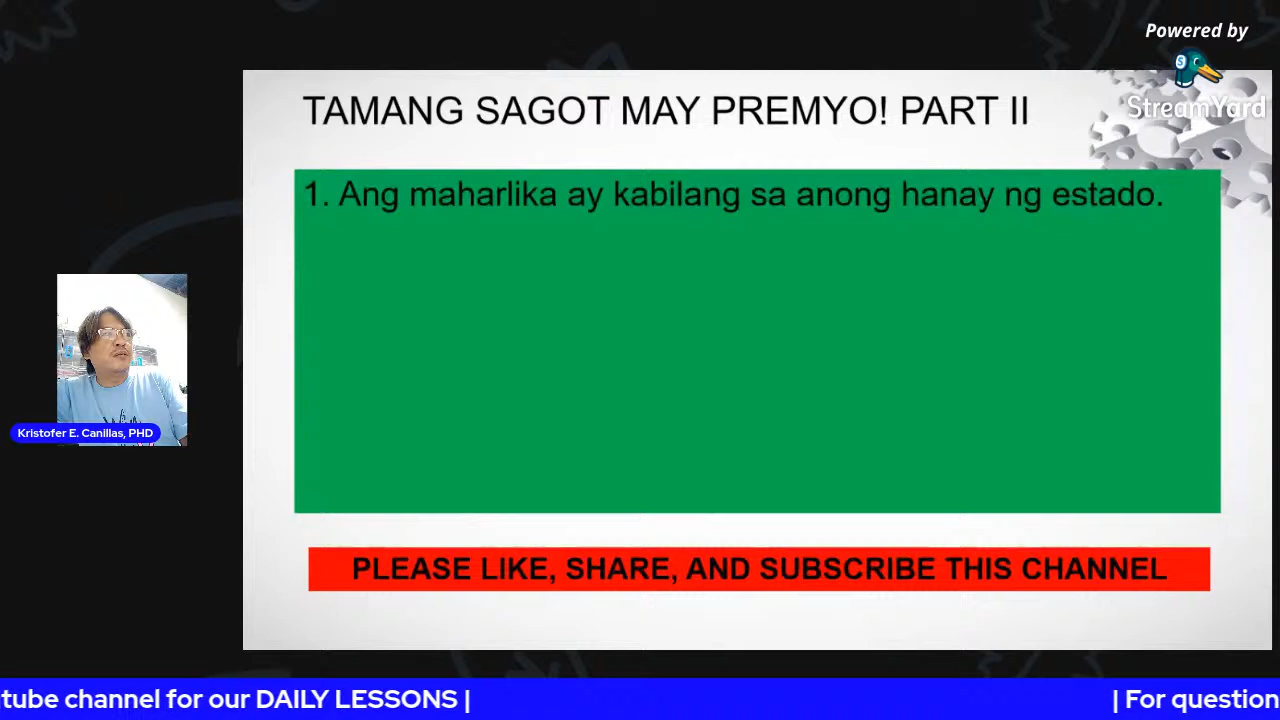 Powered by
StreamYard
TAMANG SAGOT MAY PREMYO! PART II
1. Ang maharlika ay kabilang sa anong hanay ng estado.
Kristofer E. Canillas, PHD
PLEASE LIKE, SHARE, AND SUBSCRIBE THIS CHANNEL
tube channel for our DAILY LESSONS | | For question